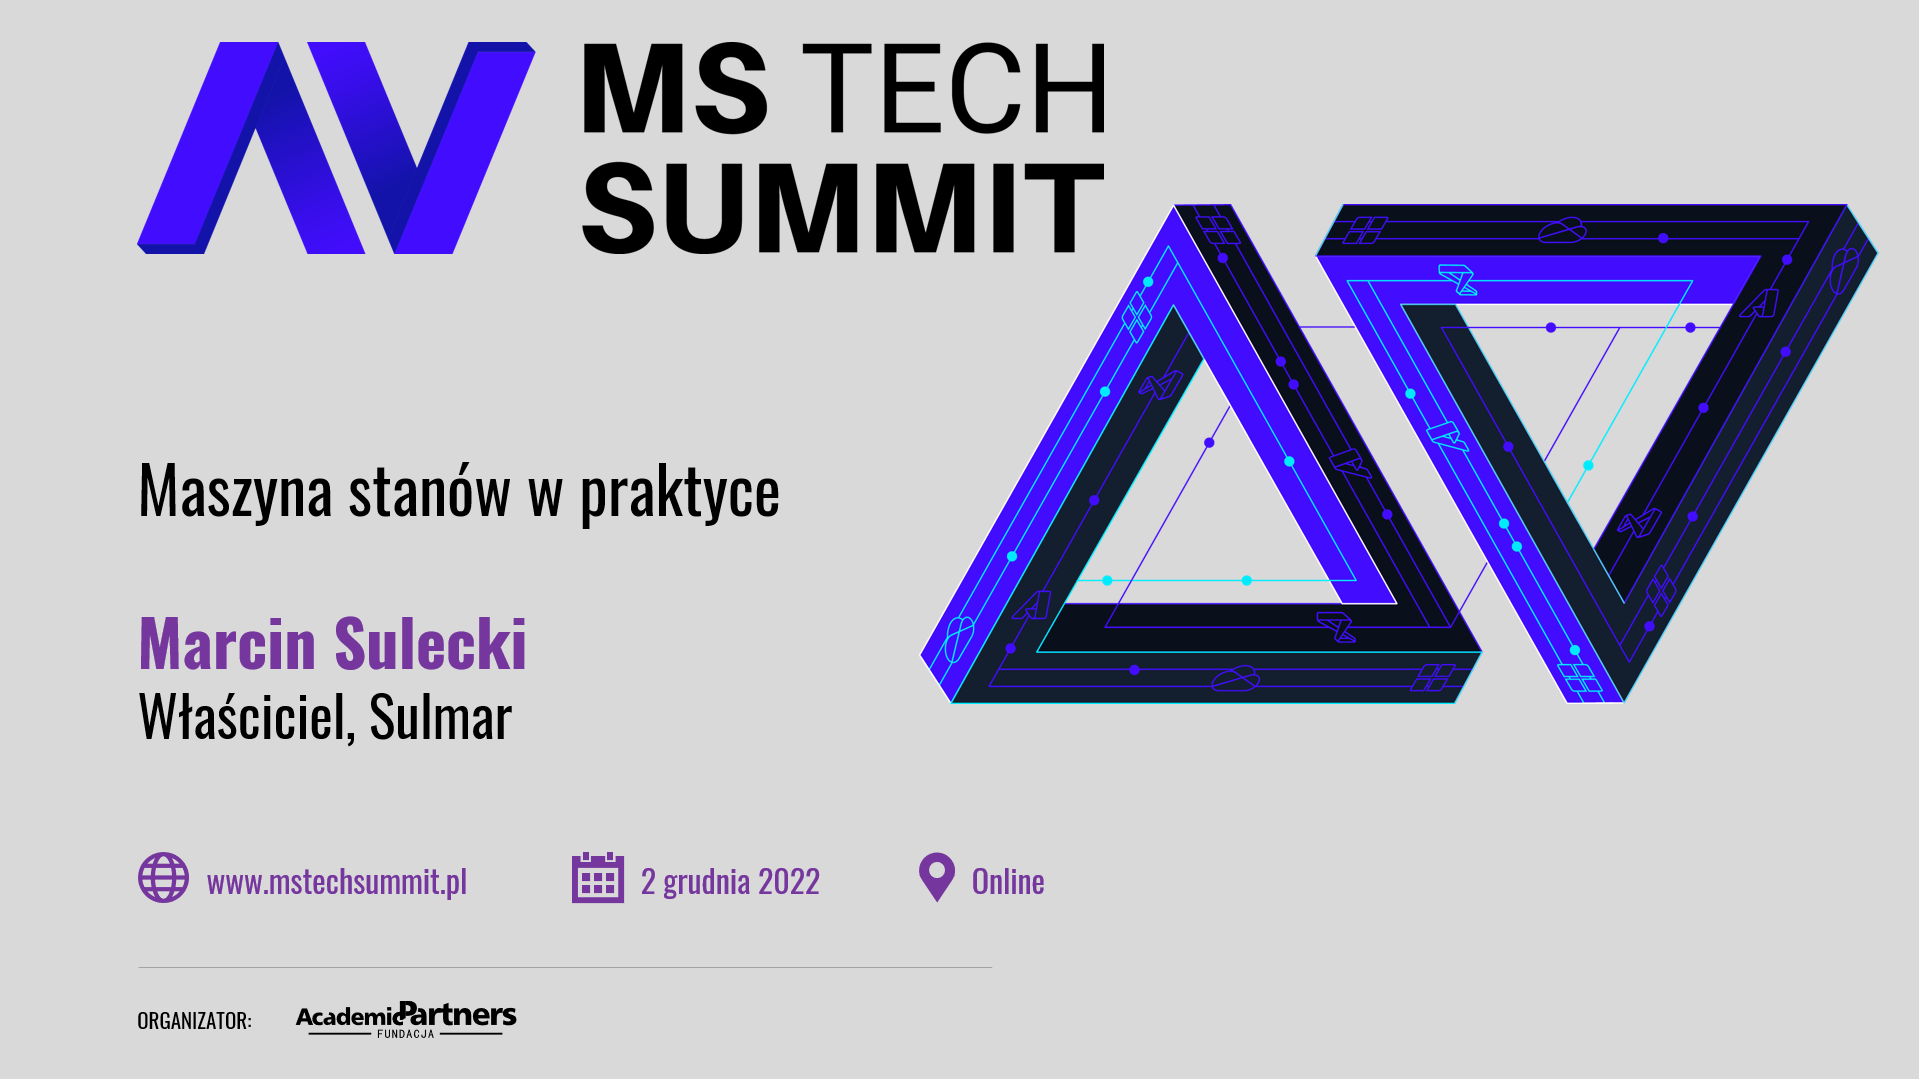 MS TECH
SUMMIT
Maszyna stanów w praktyce
Marcin Sulecki
Właściciel, Sulmar
www.mstechsummit.pl
2 grudnia 2022
Online
ORGANIZATOR:
AcademicPartners
FUNDACJA